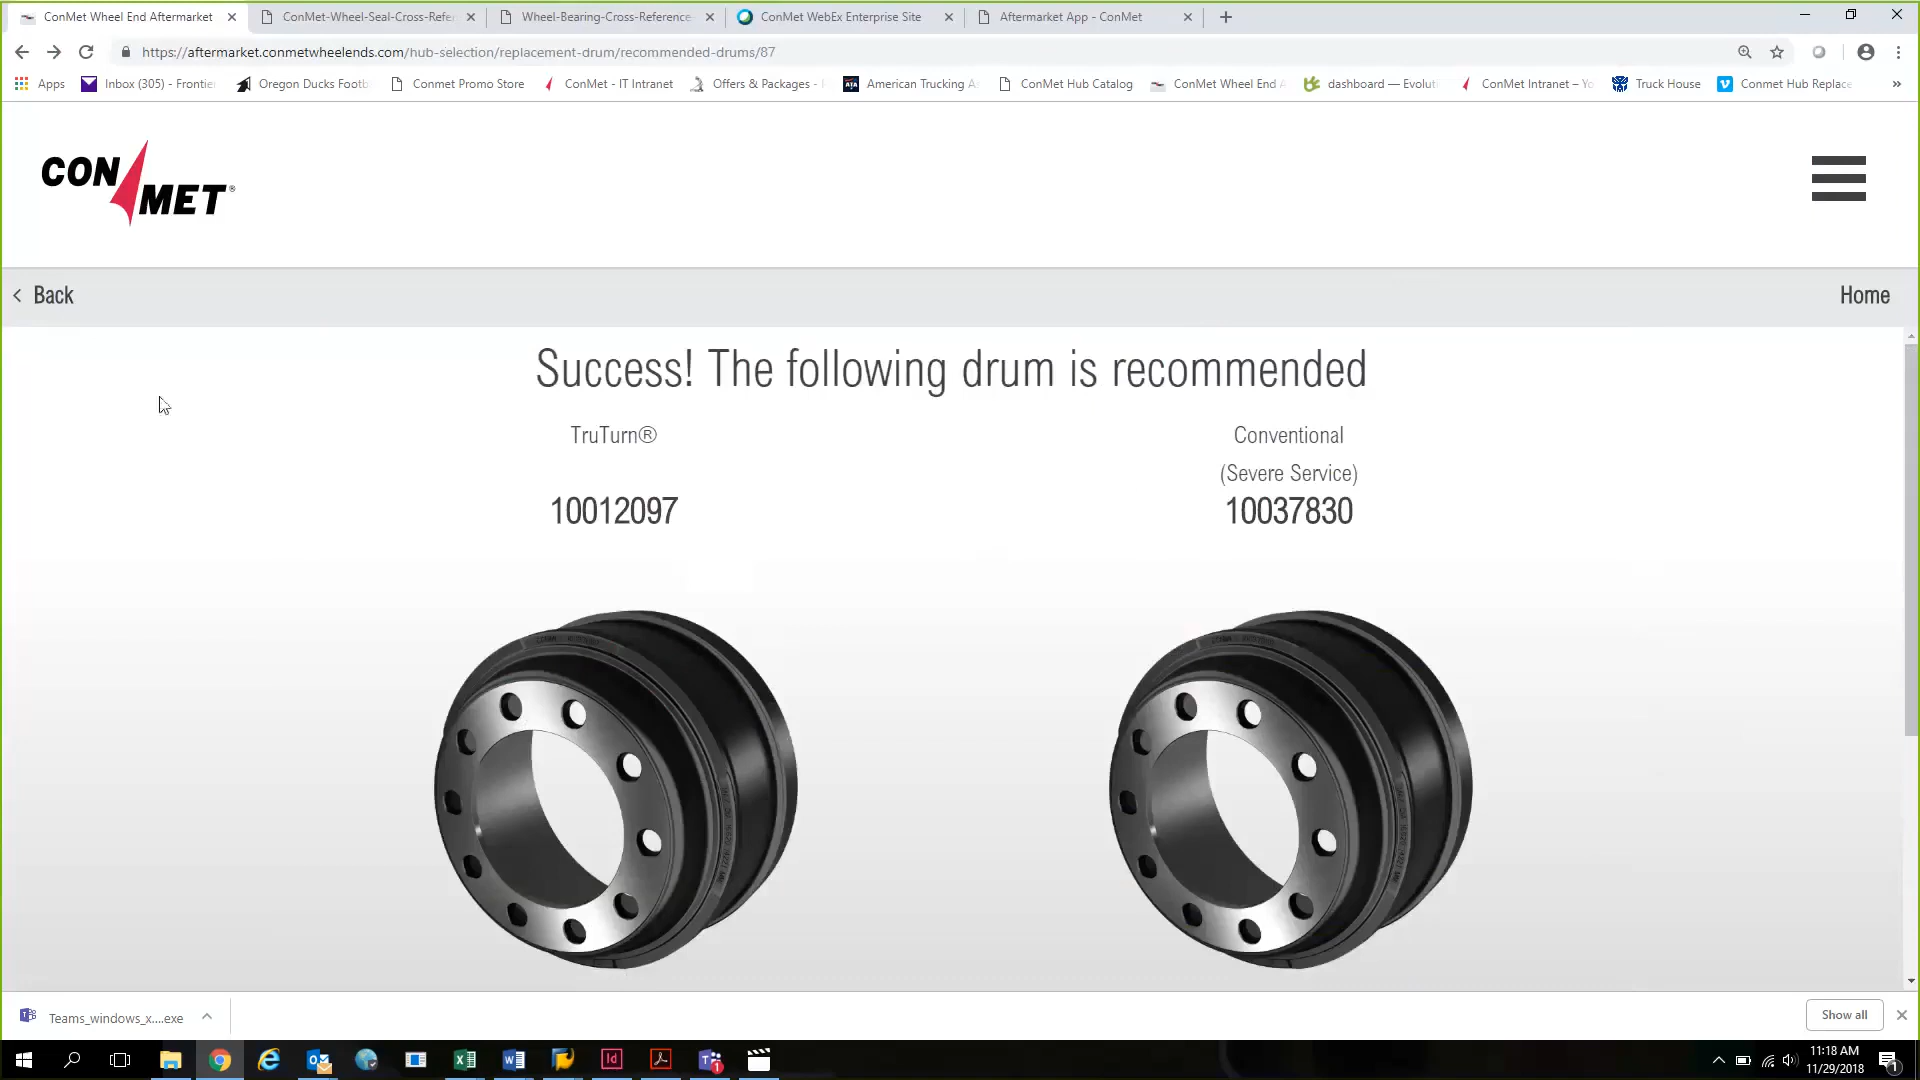 ConMet Wheel End Aftermarket
ConMet-Wheel-Seal-Cross-Refer
Wheel-Bearing-Cross-Reference
ConMet WebEx Enterprise Site
Aftermarket App - ConMet
https://aftermarket.conmetwheelends.com/hub-selection/replacement-drum/recommended-drums/87
Apps
Inbox (305) - Frontier
Oregon Ducks Footb
Conmet Promo Store
ConMet - IT Intranet
Offers & Packages -
American Trucking A
ConMet Hub Catalog
ConMet Wheel End A
dashboard — Evoluti
ConMet Intranet – Yo
Truck House
Conmet Hub Replace
»
CON MET®
Back
Home
Success! The following drum is recommended
TruTurn®
10012097
Conventional
(Severe Service)
10037830
Teams_windows_x....exe
Show all
11:18 AM
11/29/2018